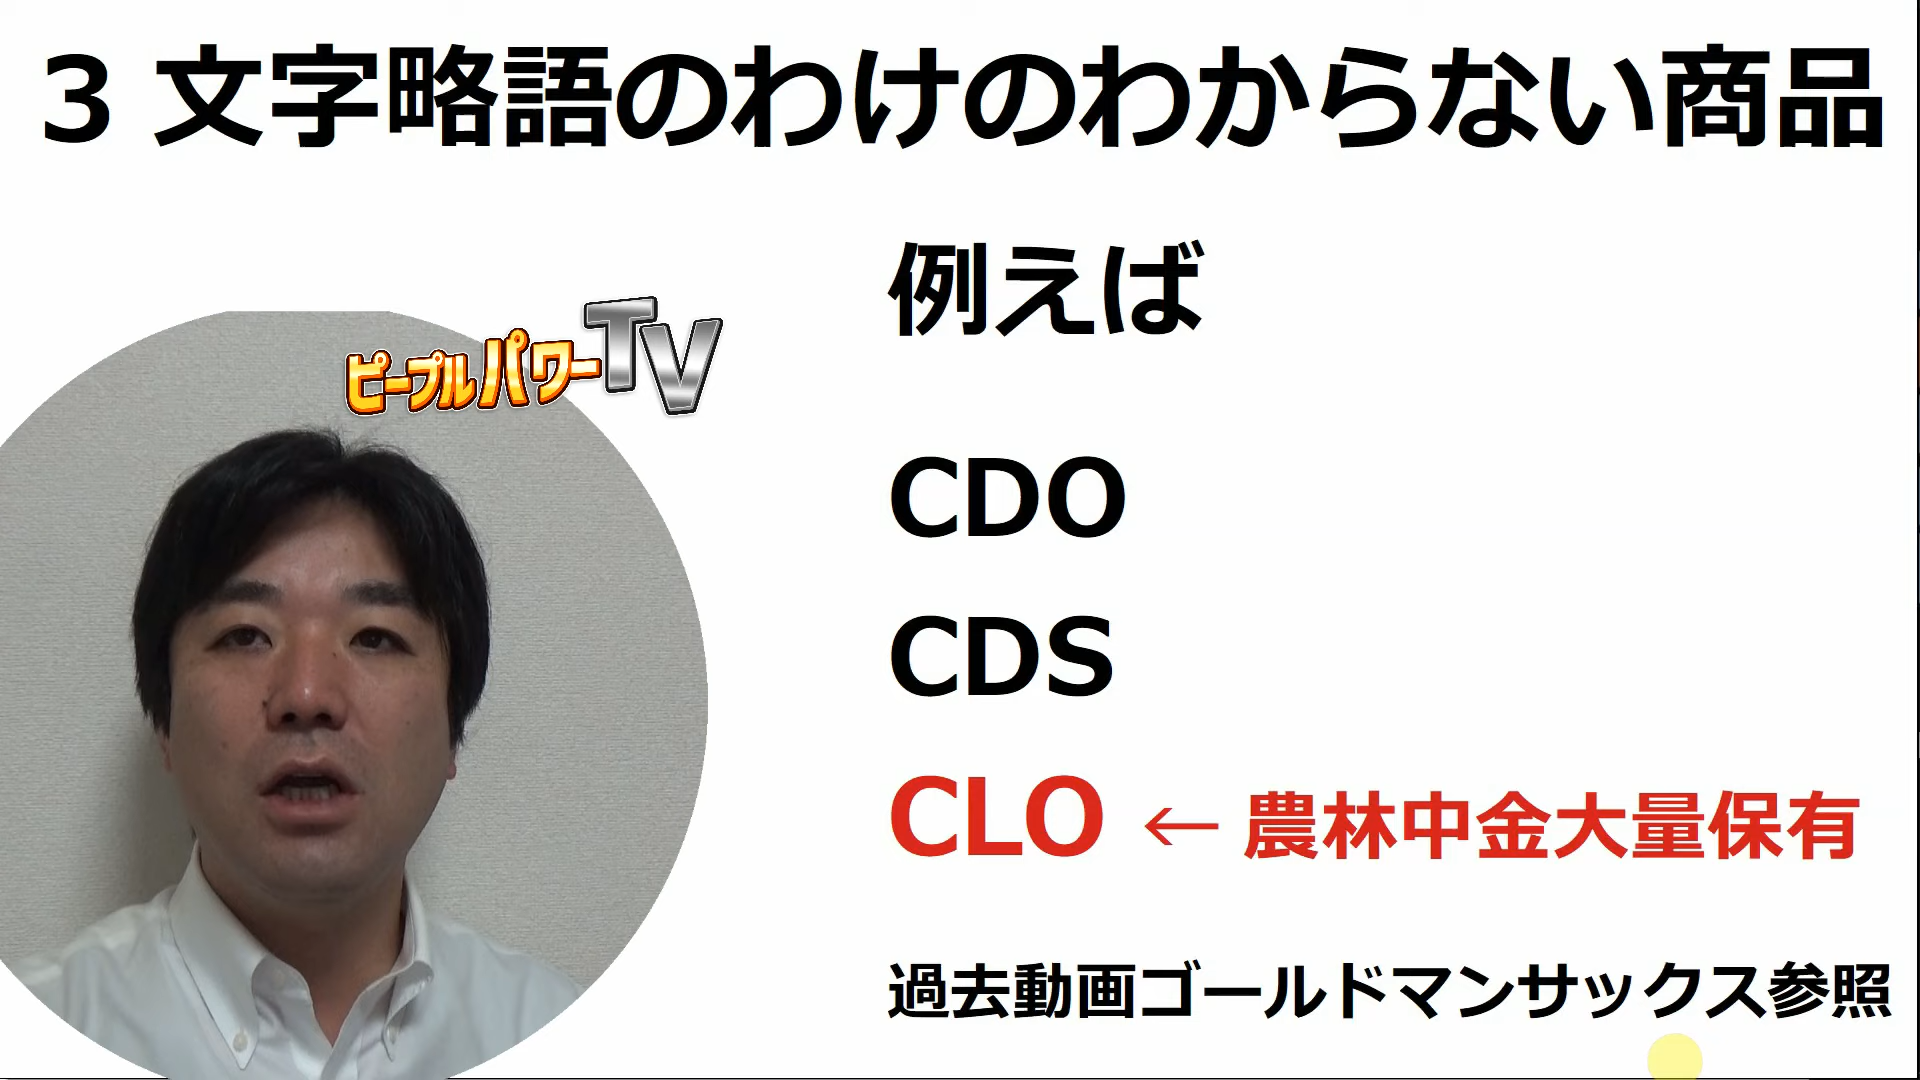 ３文字略語のわけのわからない商品
例えば
ピープルパワーTV
CDO
CDS
CLO ← 農林中金大量保有
過去動画ゴールドマンサックス参照